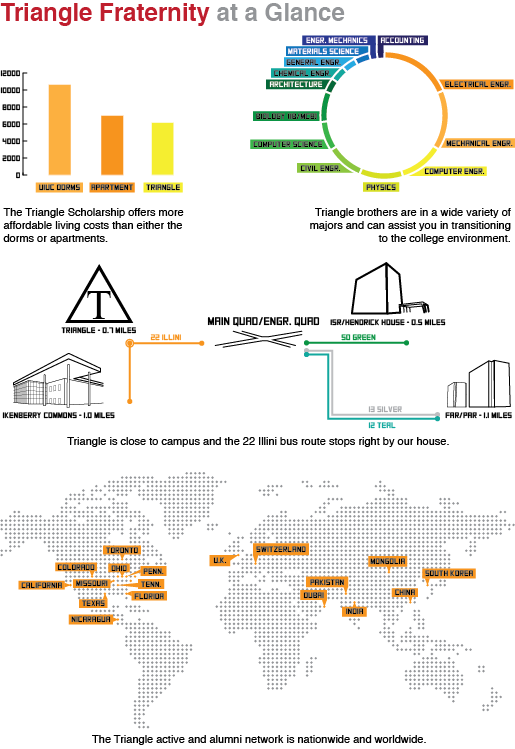 Triangle Fraternity at a Glance
12000
10000
8000
6000
4000
2000
0
UIUC DORMS
APARTMENT
TRIANGLE
ENGR. MECHANICS
ACCOUNTING
MATERIALS SCIENCE
GENERAL ENGR.
CHEMICAL ENGR.
ARCHITECTURE
BIOLOGY (IB/MCB)
COMPUTER SCIENCE
CIVIL ENGR.
PHYSICS
ELECTRICAL ENGR.
MECHANICAL ENGR.
COMPUTER ENGR.
The Triangle Scholarship offers more
affordable living costs than either the
dorms or apartments.
Triangle brothers are in a wide variety of
majors and can assist you in transitioning
to the college environment.
T
TRIANGLE - 0.7 MILES
MAIN QUAD/ENGR. QUAD
ISR/HENDRICK HOUSE - 0.5 MILES
22 ILLINI
50 GREEN
IKENBERRY COMMONS - 1.0 MILES
13 SILVER
12 TEAL
FAR/PAR - 1.1 MILES
Triangle is close to campus and the 22 Illini bus route stops right by our house.
TORONTO
COLORADO
OHIO
PENN.
CALIFORNIA
MISSOURI
TENN.
FLORIDA
TEXAS
NICARAGUA
U.K.
SWITZERLAND
MONGOLIA
SOUTH KOREA
PAKISTAN
DUBAI
CHINA
INDIA
The Triangle active and alumni network is nationwide and worldwide.